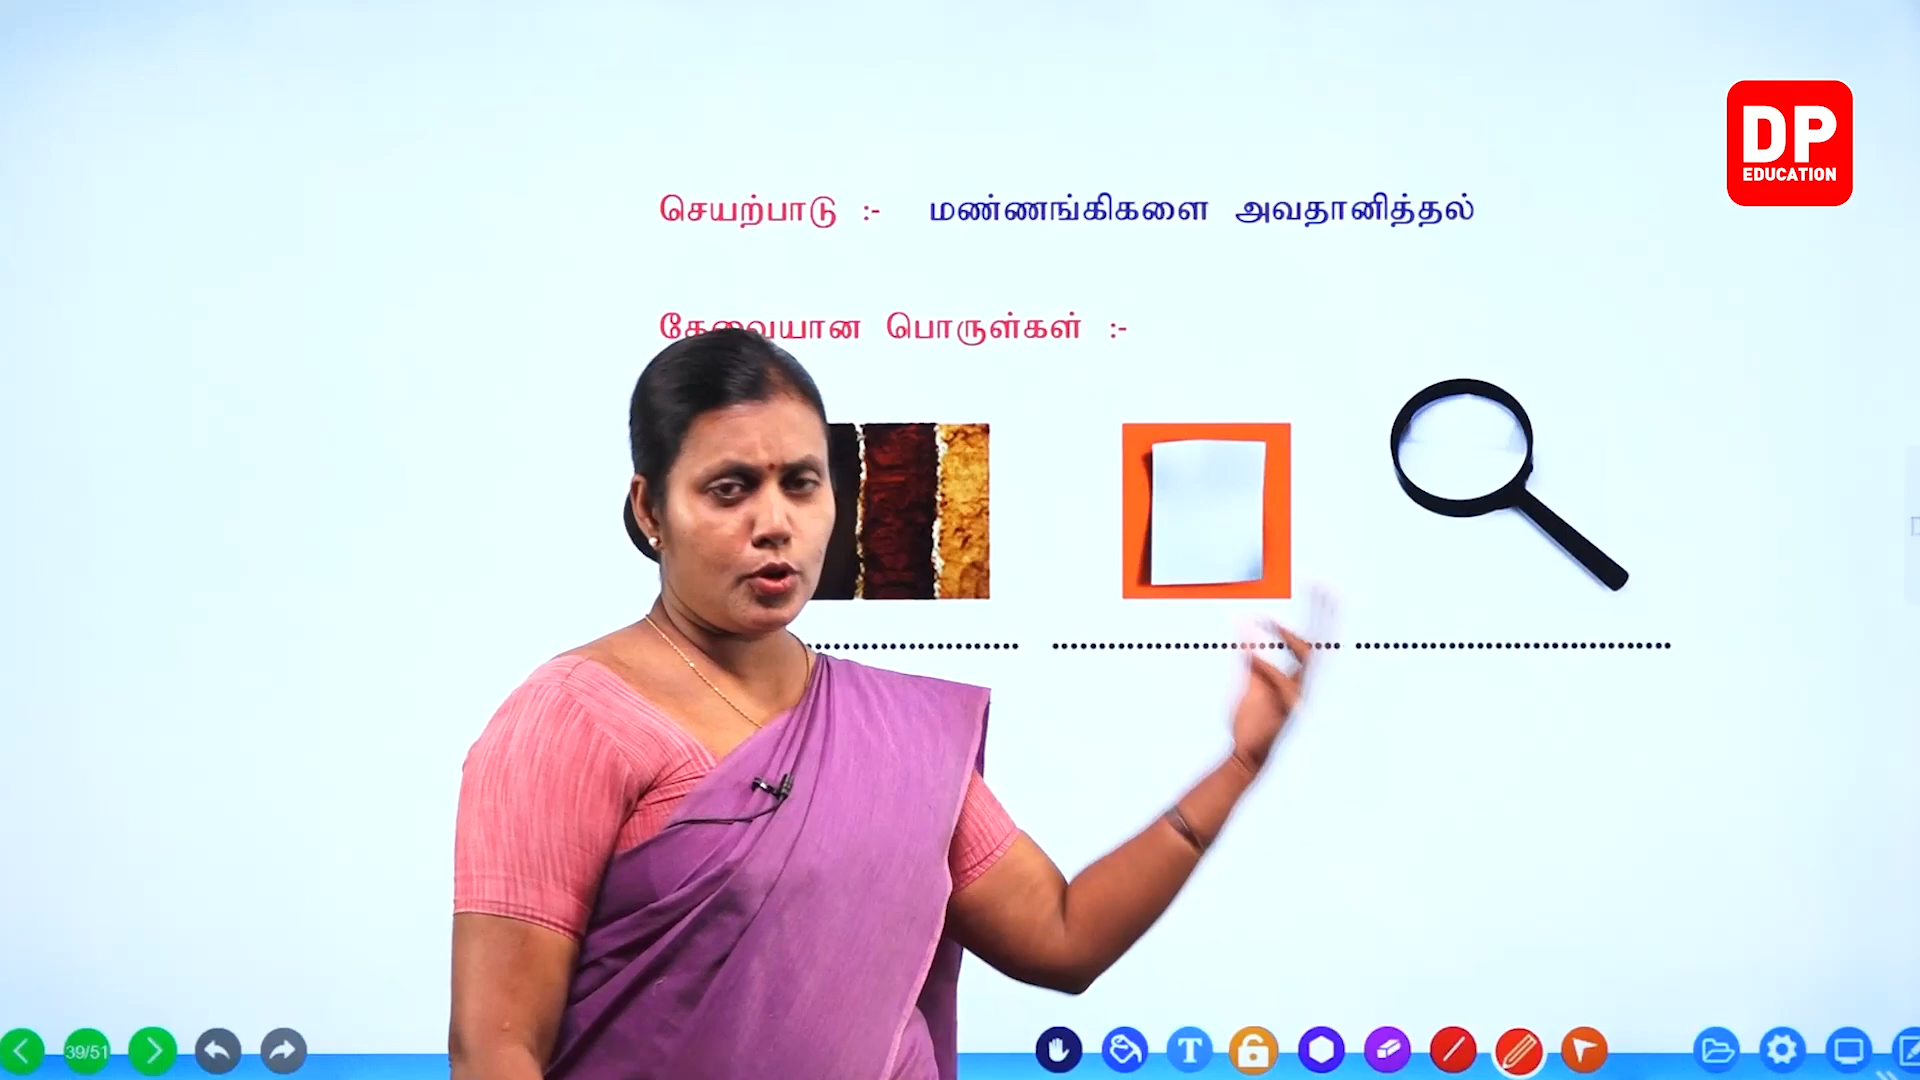 DP
EDUCATION
செயற்பாடு :- மண்ணங்கிகளை அவதானித்தல்
தேவையான பொருள்கள் :-
39/51
T